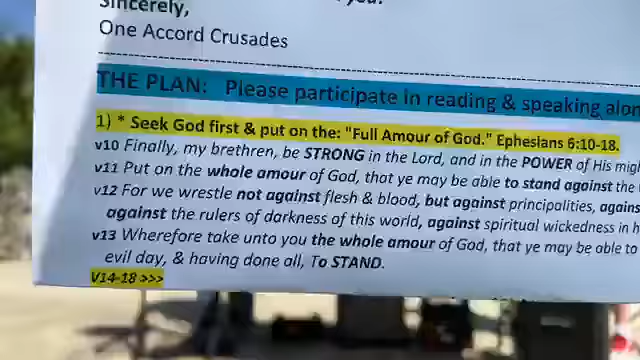 Sincerely,
One Accord Crusades
THE PLAN: Please participate in reading & speaking
1) * Seek God first & put on the: "Full Amour of God." Ephesians 6:10-18.
v10 Finally, my brethren, be STRONG in the Lord, and in the POWER of His
v11 Put on the whole amour of God, that ye may be able to stand against the
v12 For we wrestle not against flesh & blood, but against principalities,
against the rulers of darkness of this world, against spiritual wickedness in
v13 Wherefore take unto you the whole amour of God, that ye may be able to
evil day, & having done all, To STAND.
V14-18 >>>